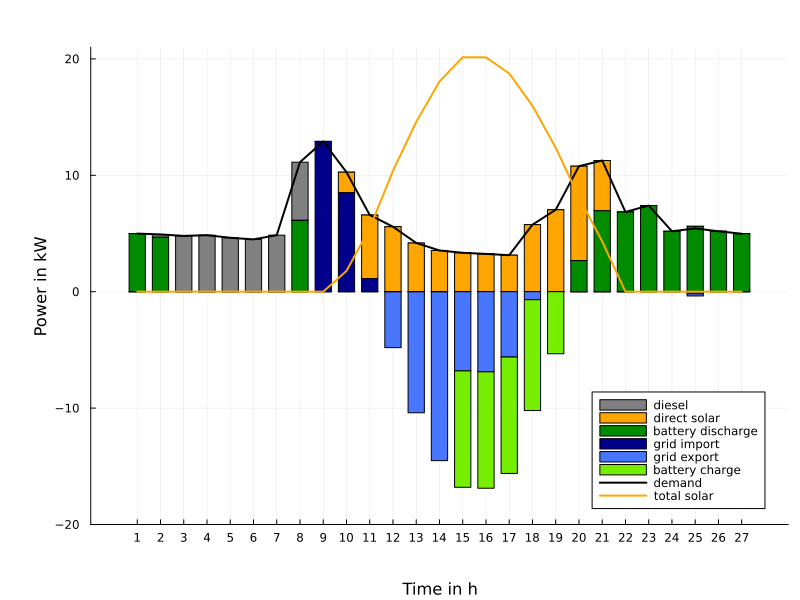 20
10
0
−10
−20
Power in kW
1 2 3 4 5 6 7 8 9 10 11 12 13 14 15 16 17 18 19 20 21 22 23 24 25 26 27
Time in h
diesel
direct solar
battery discharge
grid import
grid export
battery charge
demand
total solar